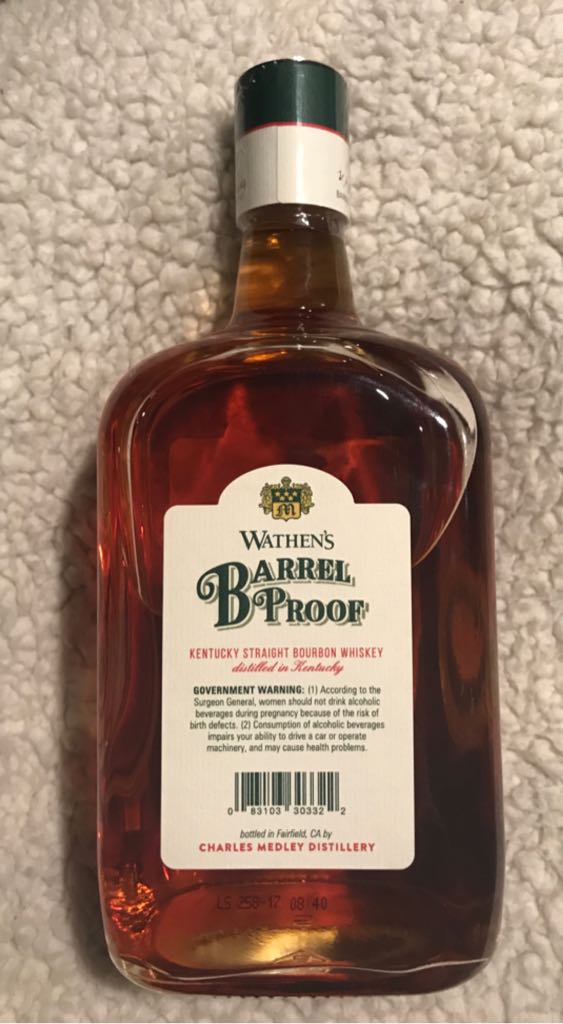 M
WATHEN'S
BARREL
PROOF
KENTUCKY STRAIGHT BOURBON WHISKEY
distilled in Kentucky
GOVERNMENT WARNING: (1) According to the
Surgeon General, women should not drink alcoholic
beverages during pregnancy because of the risk of
birth defects. (2) Consumption of alcoholic beverages
impairs your ability to drive a car or operate
machinery, and may cause health problems.
0 83103 30332 2
bottled in Fairfield, CA by
CHARLES MEDLEY DISTILLERY
LS 258-17 08:40